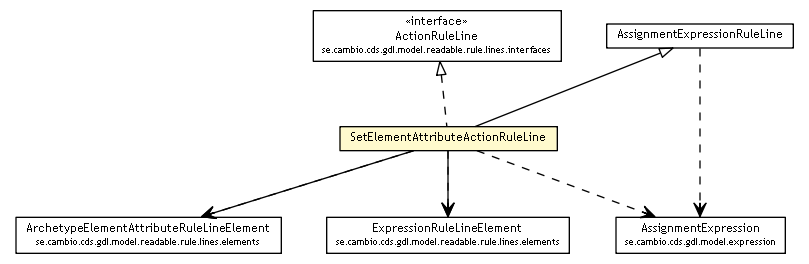 «interface»
ActionRuleLine
se.cambio.cds.gdl.model.readable.rule.lines.interfaces
AssignmentExpressionRuleLine
SetElementAttributeActionRuleLine
ArchetypeElementAttributeRuleLineElement
se.cambio.cds.gdl.model.readable.rule.lines.elements
ExpressionRuleLineElement
se.cambio.cds.gdl.model.readable.rule.lines.elements
AssignmentExpression
se.cambio.cds.gdl.model.expression